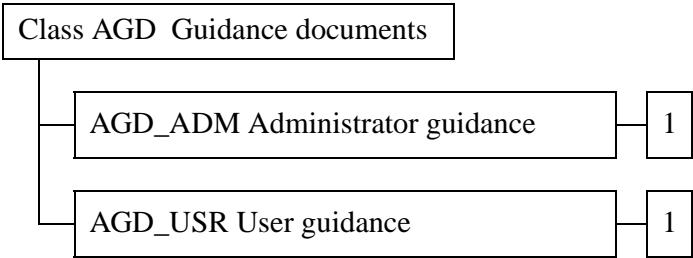 Class AGD  Guidance documents
AGD_ADM Administrator guidance 1
AGD_USR User guidance 1